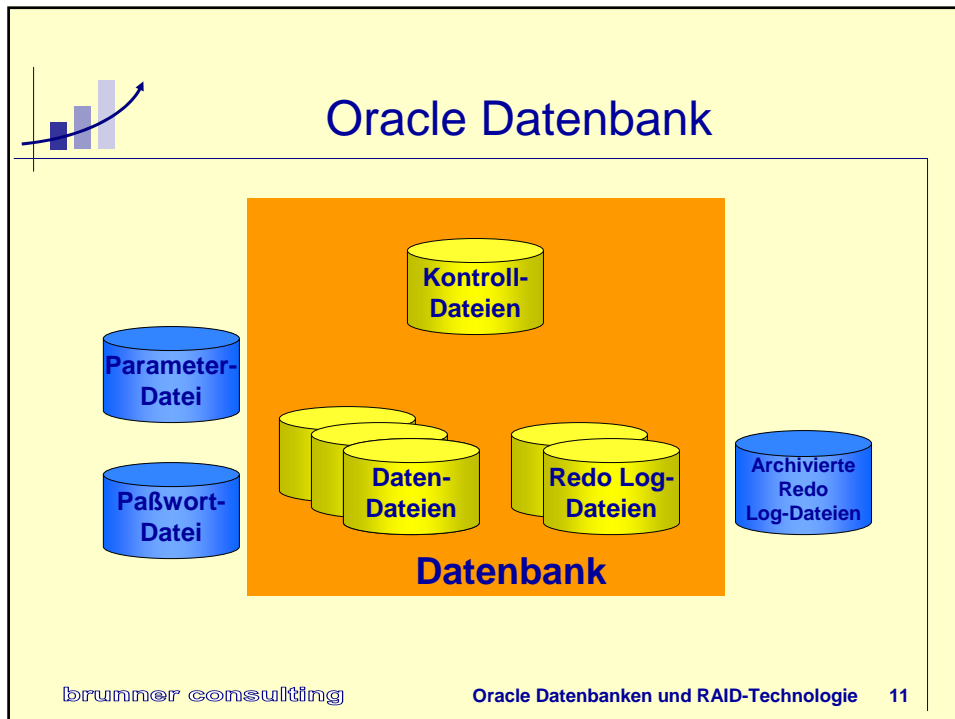 Oracle Datenbank
Kontroll-
Dateien
Parameter-
Datei
Paßwort-
Datei
Daten-
Dateien
Redo Log-
Dateien
Archivierte
Redo
Log-Dateien
Datenbank
brunner consulting
Oracle Datenbanken und RAID-Technologie 11